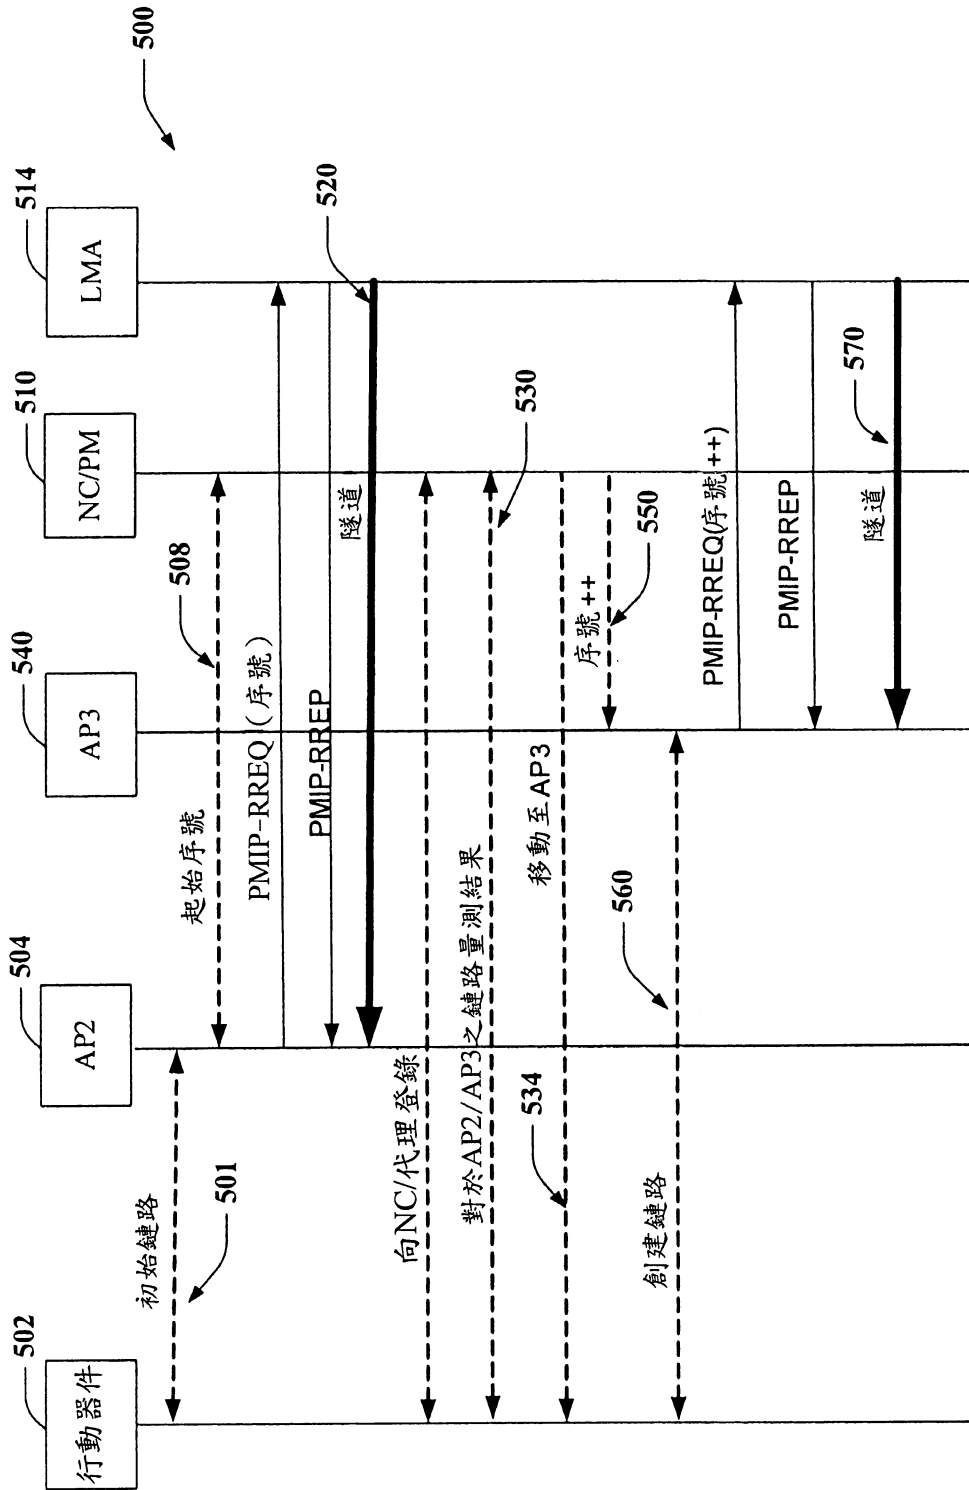 500
502
行動器件
504
AP2
540
AP3
510
NC/PM
514
LMA
初始鏈路
501
起始序號
508
PMIP-RREQ(序號)
PMIP-RREP
隧道
520
向NC/代理登錄
對於AP2/AP3之鏈路量測結果
530
移動至AP3
534
序號++
550
創建鏈路
560
PMIP-RREQ(序號++)
PMIP-RREP
隧道
570